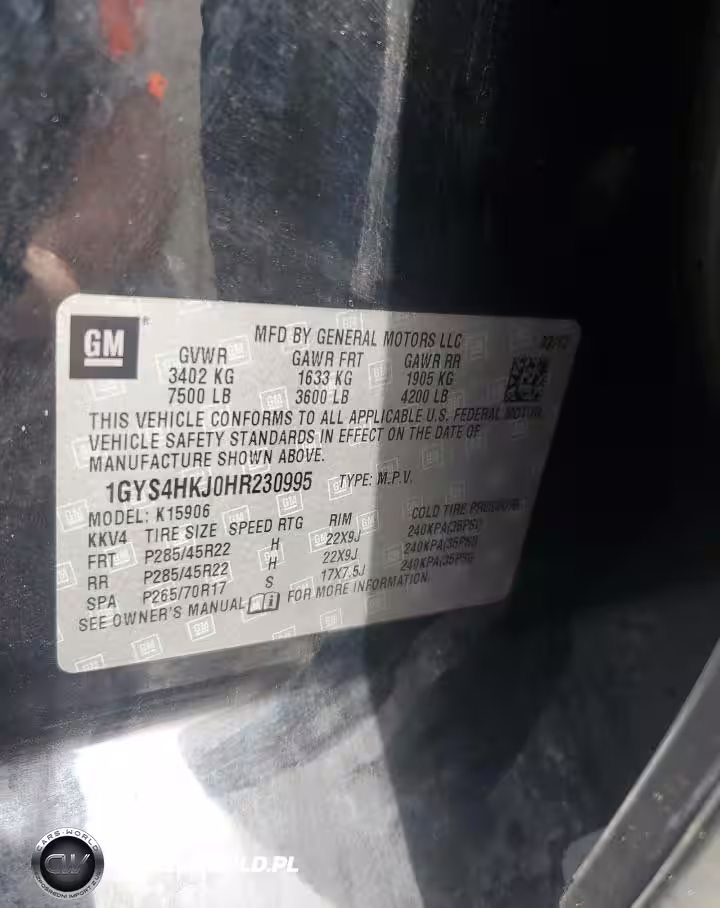 GM
®
MFD BY GENERAL MOTORS LLC
GVWR GAWR FRT GAWR RR
3402 KG 1633 KG 1905 KG
7500 LB 3600 LB 4200 LB
THIS VEHICLE CONFORMS TO ALL APPLICABLE U.S. FEDERAL MOTOR
VEHICLE SAFETY STANDARDS IN EFFECT ON THE DATE OF
MANUFACTURE SHOWN ABOVE.
1GYS4HKJ0HR230995 TYPE: M.P.V.
MODEL: K15906
KKV4 TIRE SIZE SPEED RTG RIM COLD TIRE PRESSURE
FRT P285/45R22 H 22X9J 240KPA(35PSI)
RR P285/45R22 H 22X9J 240KPA(35PSI)
SPA P265/70R17 S 17X7.5J 240KPA(35PSI)
SEE OWNER'S MANUAL FOR MORE INFORMATION.
CARS-WORLD
CW